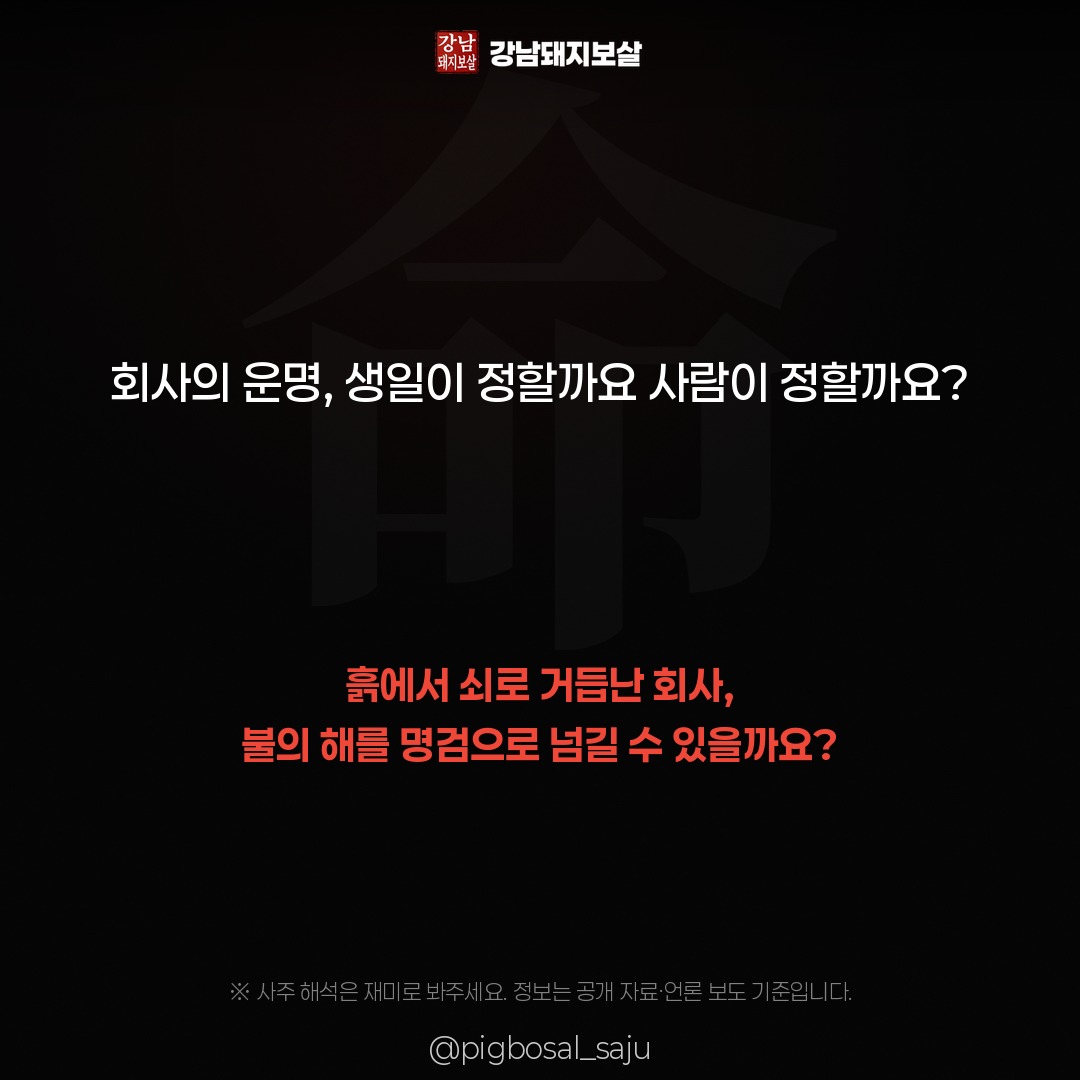 강남
돼지보살
강남돼지보살
命
회사의 운명, 생일이 정할까요 사람이 정할까요?
흙에서 쇠로 거듭난 회사,
불의 해를 명검으로 넘길 수 있을까요?
※ 사주 해석은 재미로 봐주세요. 정보는 공개 자료·언론 보도 기준입니다.
@pigbosal_saju